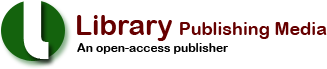 Library Publishing Media
An open-access publisher